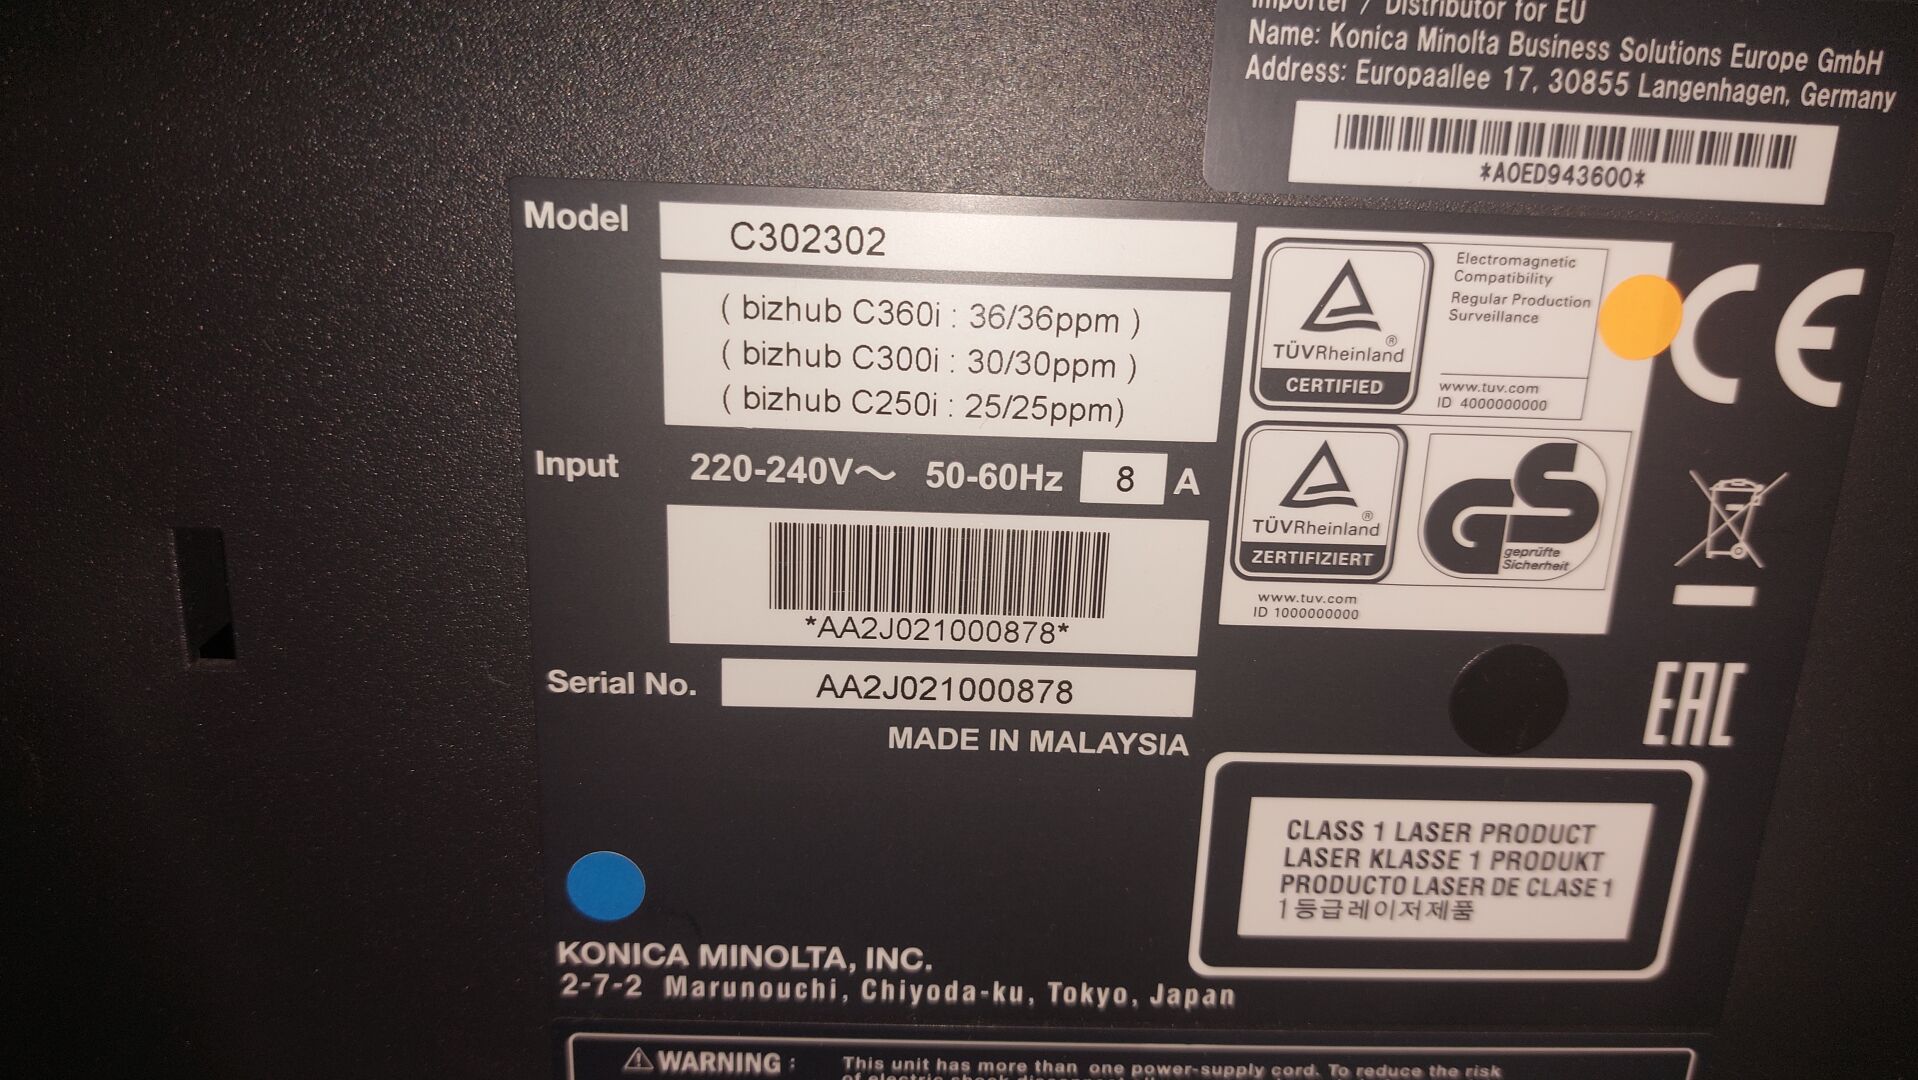 Importer / Distributor for EU
Name: Konica Minolta Business Solutions Europe GmbH
Address: Europaallee 17, 30855 Langenhagen, Germany
*A0ED943600*
Model C302302
( bizhub C360i : 36/36ppm )
( bizhub C300i : 30/30ppm )
( bizhub C250i : 25/25ppm)
Input 220-240V～ 50-60Hz 8 A
*AA2J021000878*
Serial No. AA2J021000878
MADE IN MALAYSIA
TÜVRheinland ®
CERTIFIED
Electromagnetic
Compatibility
Regular Production
Surveillance
www.tuv.com
ID 4000000000
CE
TÜVRheinland ®
ZERTIFIZIERT
GS
geprüfte
Sicherheit
www.tuv.com
ID 1000000000
EAC
CLASS 1 LASER PRODUCT
LASER KLASSE 1 PRODUKT
PRODUCTO LASER DE CLASE 1
1등급레이저제품
KONICA MINOLTA, INC.
2-7-2 Marunouchi, Chiyoda-ku, Tokyo, Japan
WARNING : This unit has more than one power-supply cord. To reduce the risk